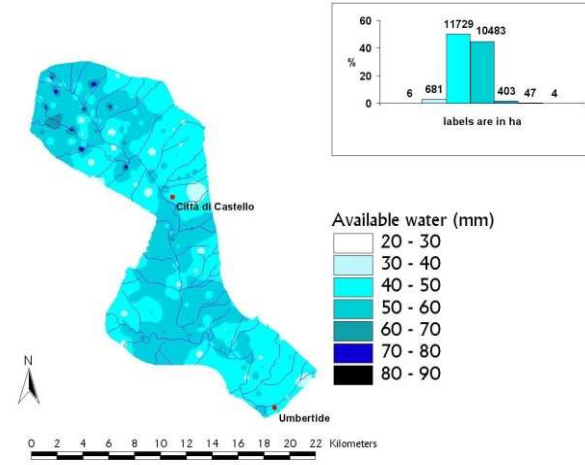 60
40
20
0
%
11729
10483
6
681
403
47
4
labels are in ha
Città di Castello
Available water (mm)
20 - 30
30 - 40
40 - 50
50 - 60
60 - 70
70 - 80
80 - 90
N
Umbertide
0 2 4 6 8 10 12 14 16 18 20 22 Kilometers